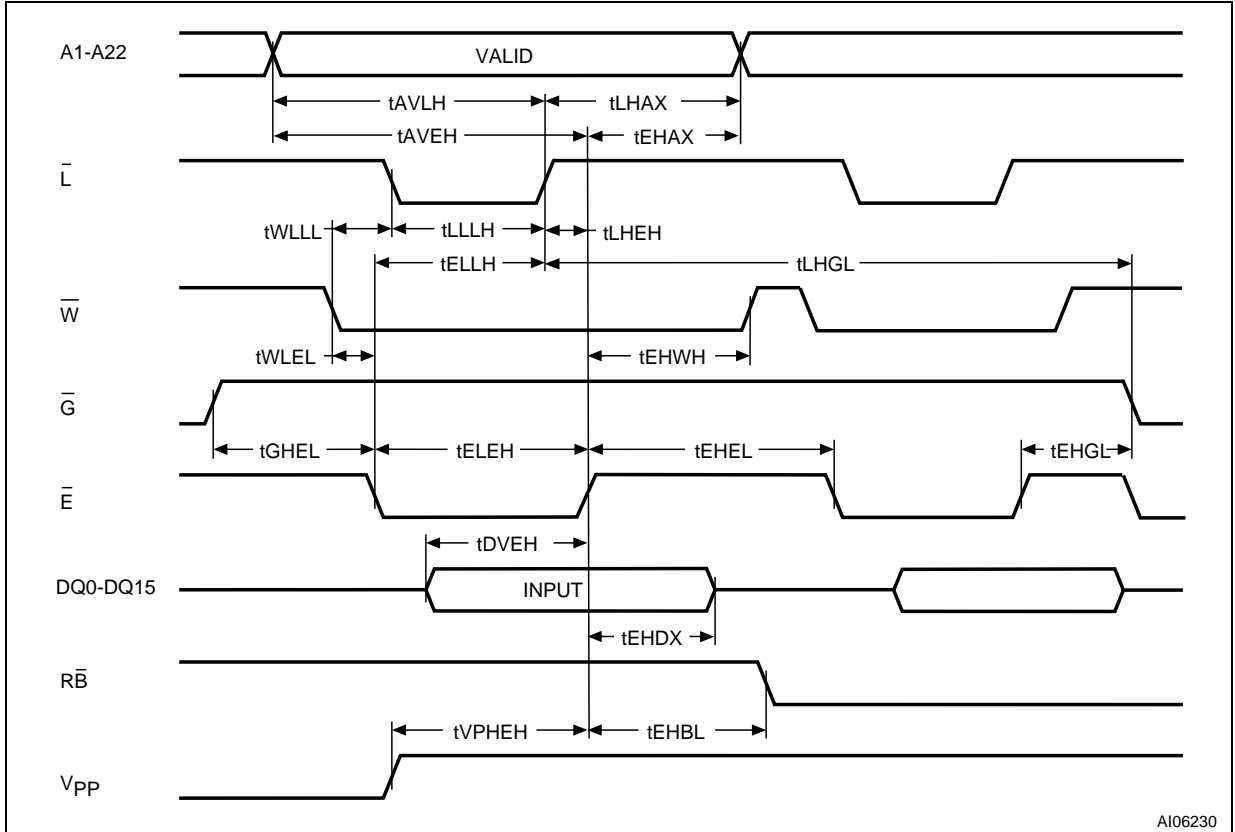 A1-A22
VALID
tAVLH
tLHAX
tAVEH
tEHAX
L̅
tWLLL
tLLLH
tLHEH
tELLH
tLHGL
W̅
tWLEL
tEHWH
G̅
tGHEL
tELEH
tEHEL
tEHGL
E̅
tDVEH
DQ0-DQ15
INPUT
tEHDX
RB̅
tVPHEH
tEHBL
VPP
AI06230